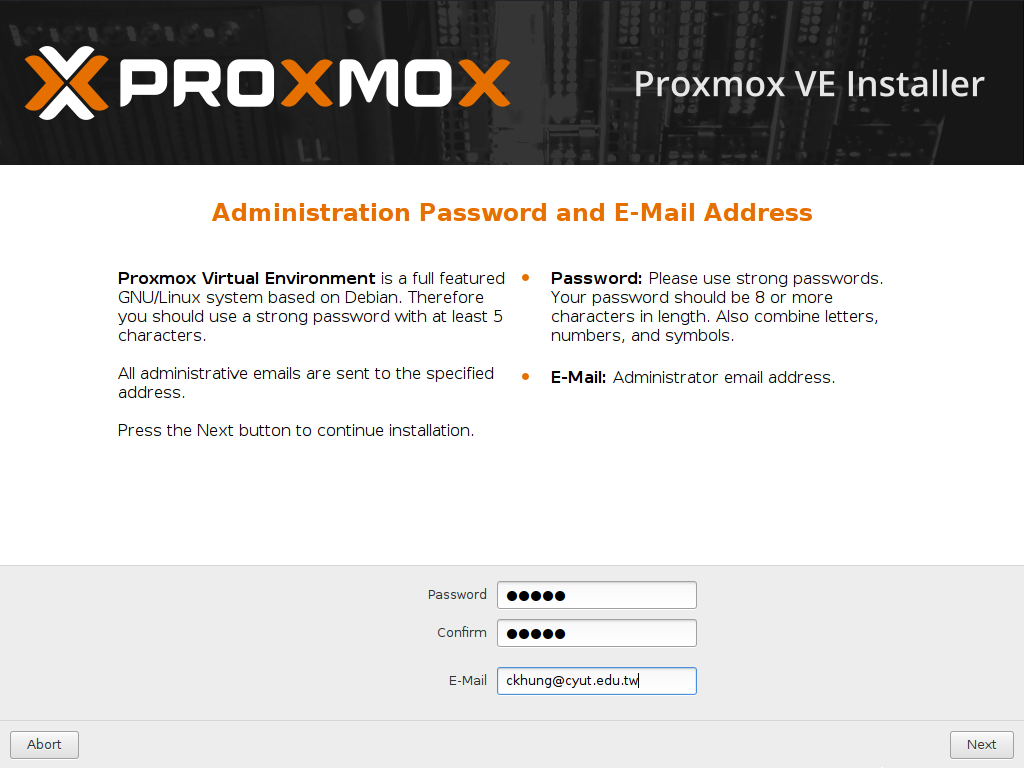 PROXMOX
Proxmox VE Installer
Administration Password and E-Mail Address
Proxmox Virtual Environment is a full featured
GNU/Linux system based on Debian. Therefore
you should use a strong password with at least 5
characters.
All administrative emails are sent to the specified
address.
Press the Next button to continue installation.
Password: Please use strong passwords.
Your password should be 8 or more
characters in length. Also combine letters,
numbers, and symbols.
E-Mail: Administrator email address.
Password ●●●●●
Confirm ●●●●●
E-Mail ckhung@cyut.edu.tw
Abort
Next